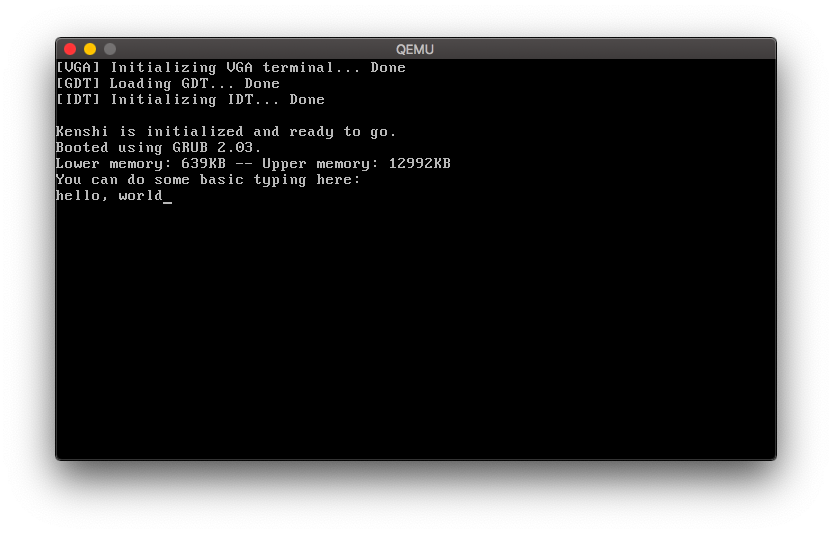 QEMU
[VGA] Initializing VGA terminal... Done
[GDT] Loading GDT... Done
[IDT] Initializing IDT... Done
Kenshi is initialized and ready to go.
Booted using GRUB 2.03.
Lower memory: 639KB -- Upper memory: 12992KB
You can do some basic typing here:
hello, world_